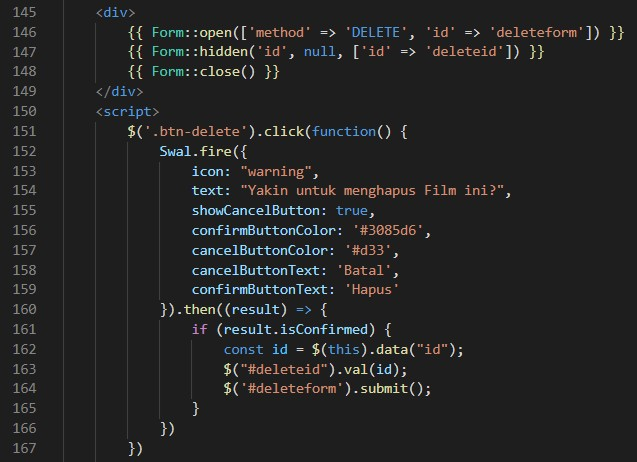 145 <div>
146 {{ Form::open(['method' => 'DELETE', 'id' => 'deleteform']) }}
147 {{ Form::hidden('id', null, ['id' => 'deleteid']) }}
148 {{ Form::close() }}
149 </div>
150 <script>
151 $('.btn-delete').click(function() {
152 Swal.fire({
153 icon: "warning",
154 text: "Yakin untuk menghapus Film ini?",
155 showCancelButton: true,
156 confirmButtonColor: '#3085d6',
157 cancelButtonColor: '#d33',
158 cancelButtonText: 'Batal',
159 confirmButtonText: 'Hapus'
160 }).then((result) => {
161 if (result.isConfirmed) {
162 const id = $(this).data("id");
163 $("#deleteid").val(id);
164 $('#deleteform').submit();
165 }
166 })
167 })